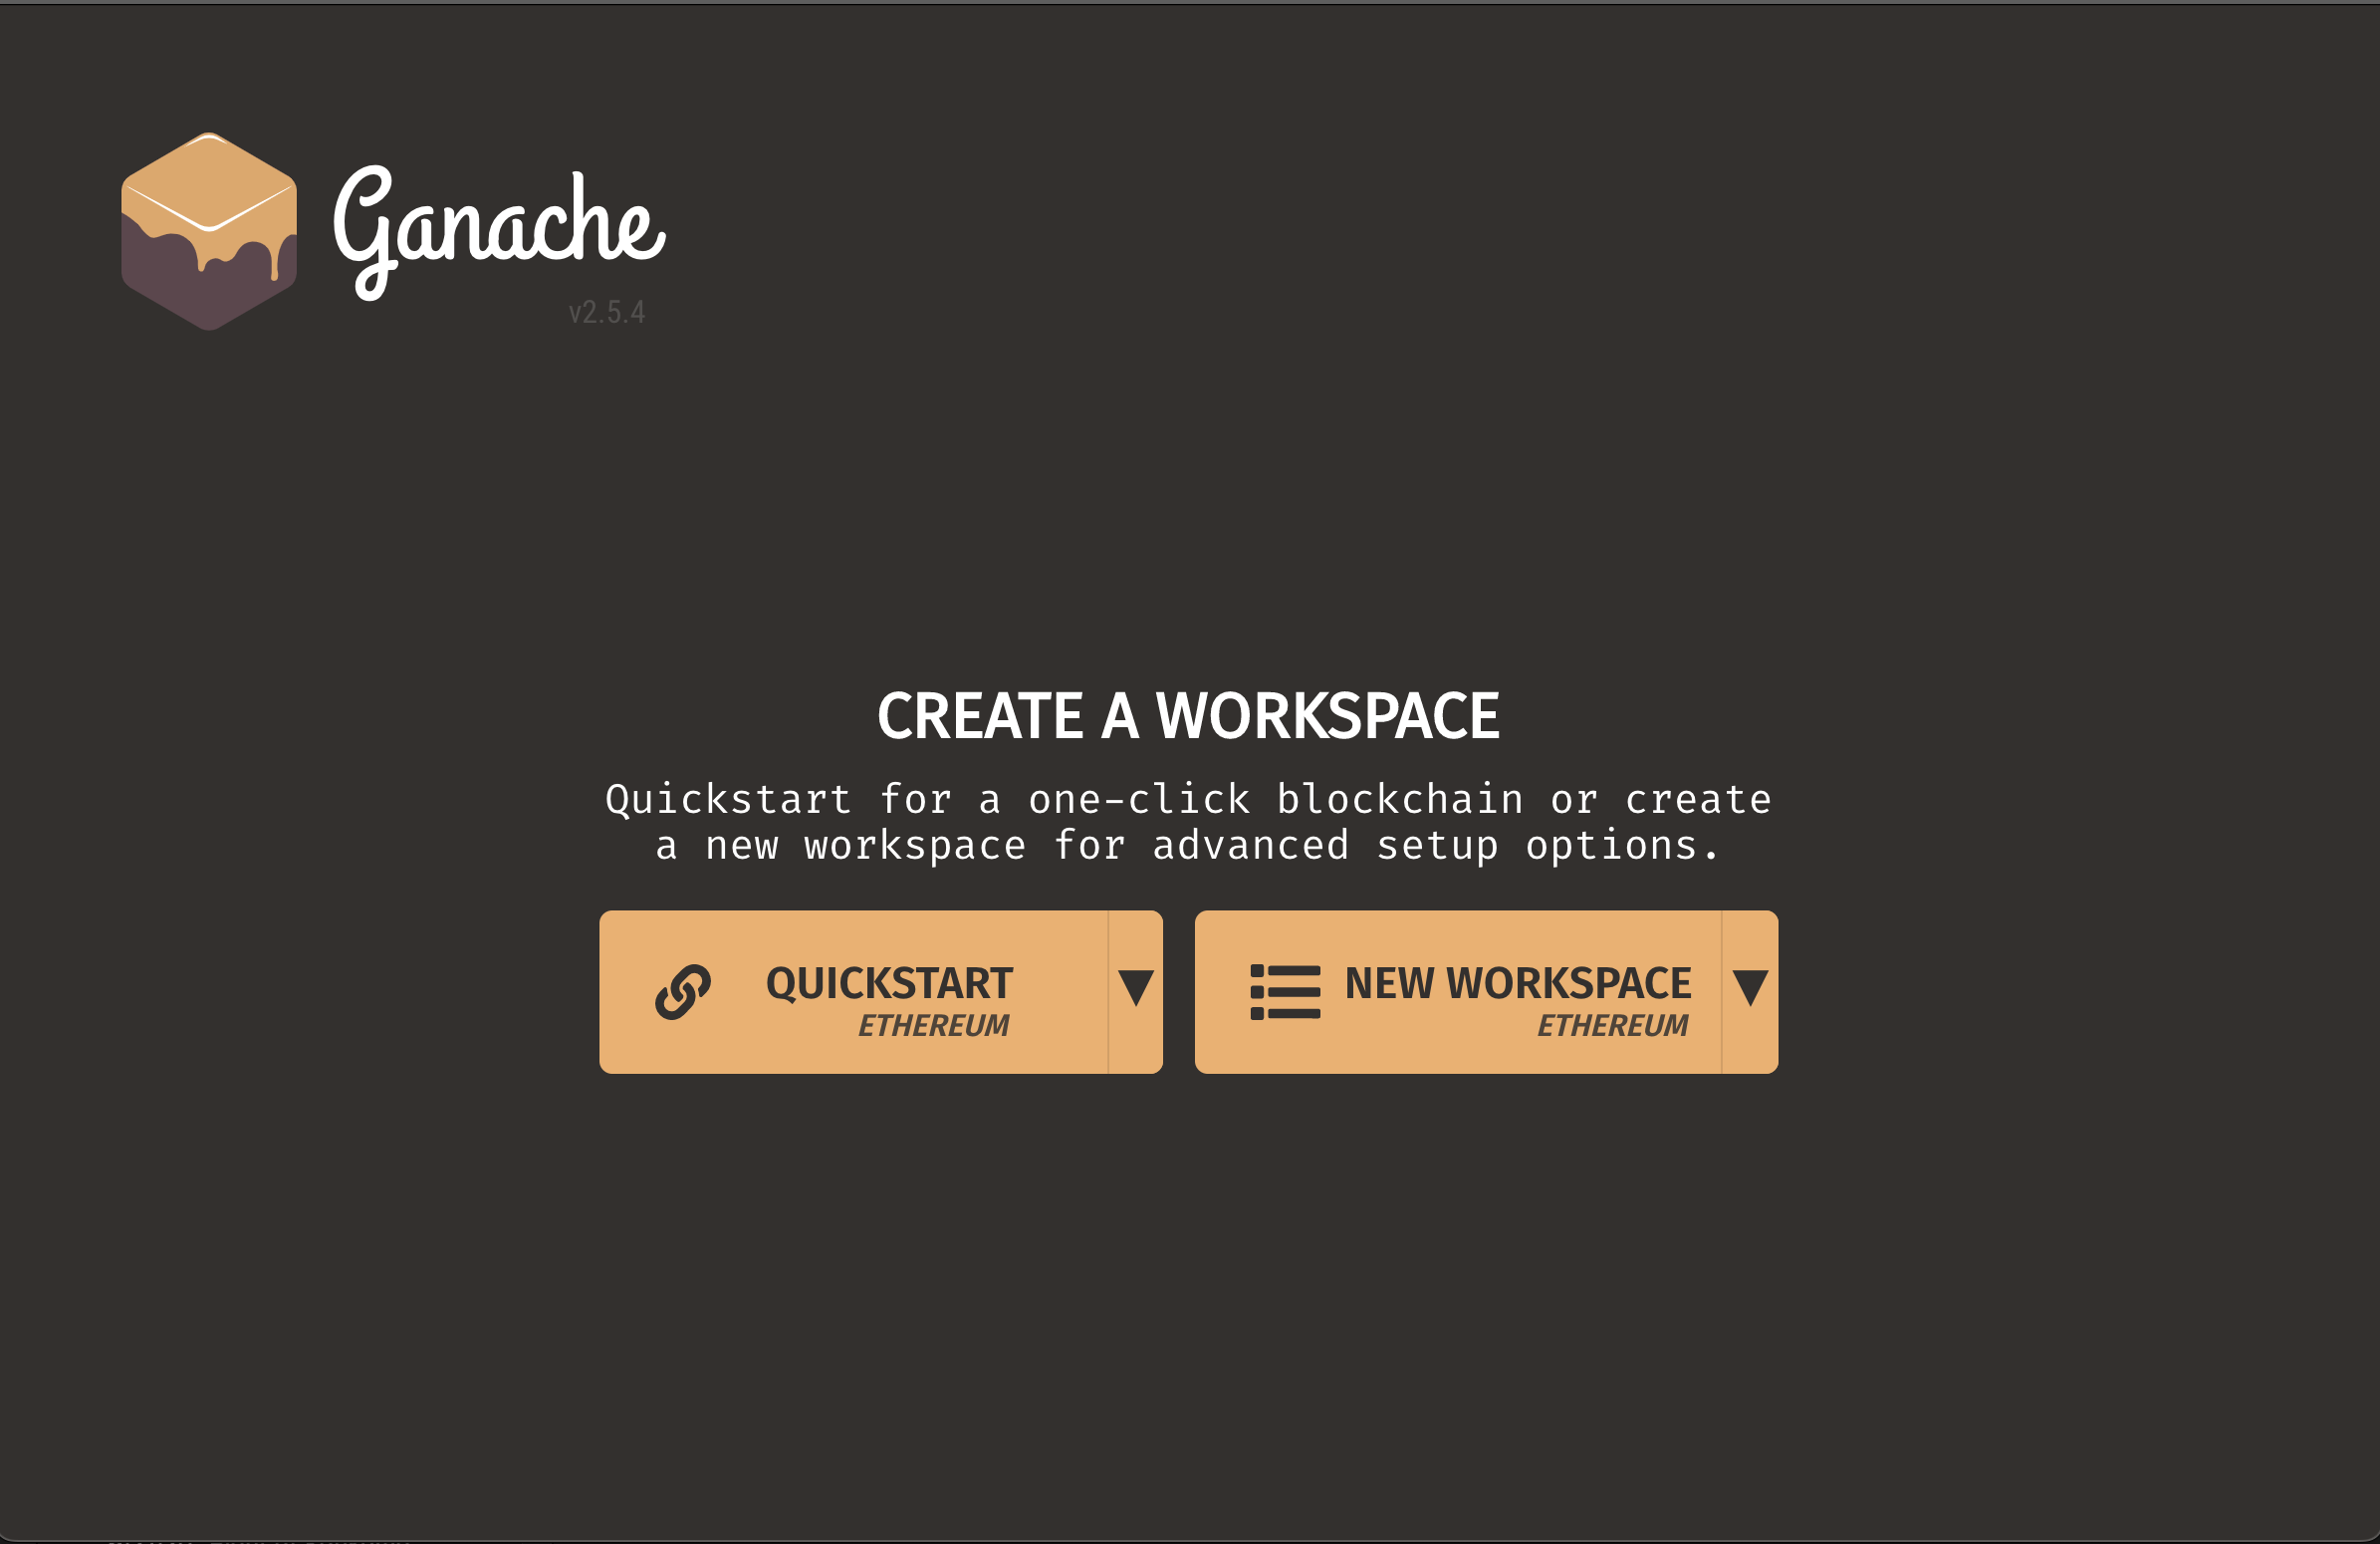 Ganache
v2.5.4
CREATE A WORKSPACE
Quickstart for a one-click blockchain or create
a new workspace for advanced setup options.
QUICKSTART
ETHEREUM
NEW WORKSPACE
ETHEREUM